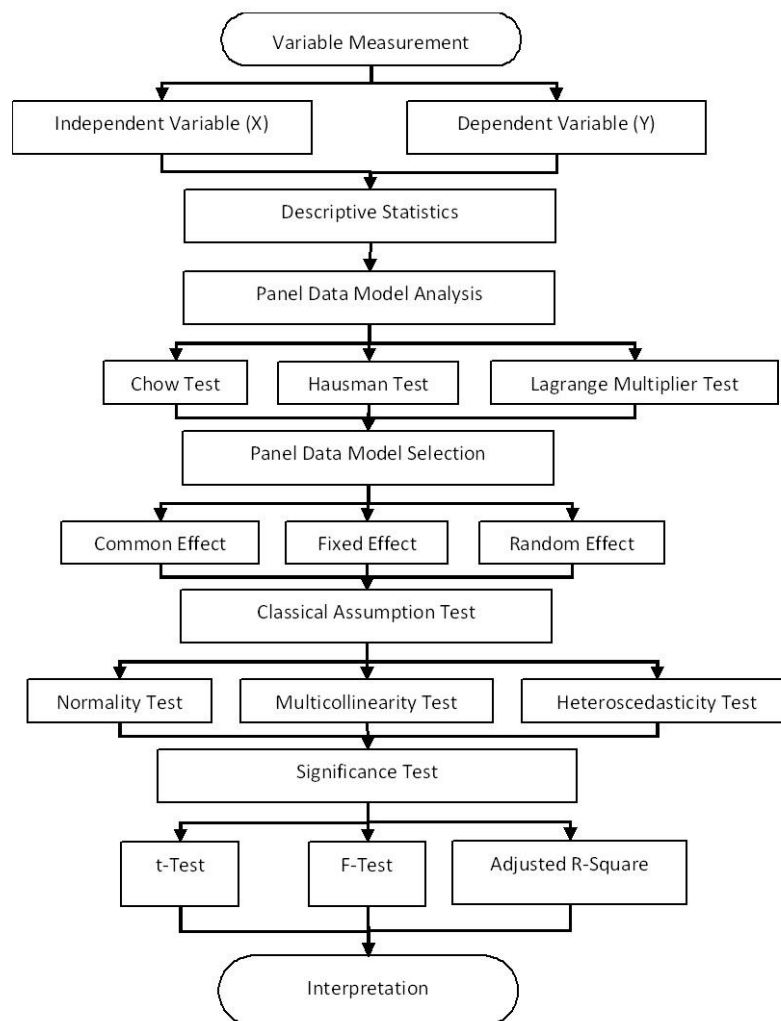 Variable Measurement
Independent Variable (X)
Dependent Variable (Y)
Descriptive Statistics
Panel Data Model Analysis
Chow Test
Hausman Test
Lagrange Multiplier Test
Panel Data Model Selection
Common Effect
Fixed Effect
Random Effect
Classical Assumption Test
Normality Test
Multicollinearity Test
Heteroscedasticity Test
Significance Test
t-Test
F-Test
Adjusted R-Square
Interpretation